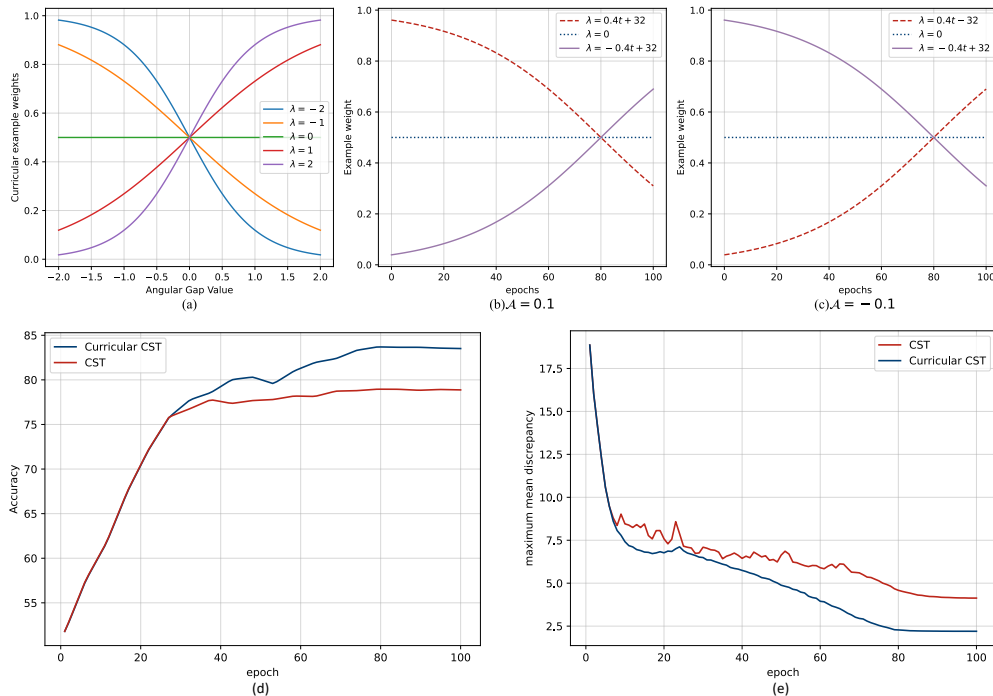 Curricular example weights
1.0
0.8
0.6
0.4
0.2
0.0
λ = −2
λ = −1
λ = 0
λ = 1
λ = 2
−2.0 −1.5 −1.0 −0.5 0.0 0.5 1.0 1.5 2.0
Angular Gap Value
(a)
Example weight
1.0
0.8
0.6
0.4
0.2
0.0
λ = 0.4t + 32
λ = 0
λ = −0.4t + 32
0 20 40 60 80 100
epochs
(b)𝒜 = 0.1
Example weight
1.0
0.8
0.6
0.4
0.2
0.0
λ = 0.4t − 32
λ = 0
λ = −0.4t + 32
0 20 40 60 80 100
epochs
(c)𝒜 = −0.1
Accuracy
85
80
75
70
65
60
55
Curricular CST
CST
0 20 40 60 80 100
epoch
(d)
maximum mean discrepancy
17.5
15.0
12.5
10.0
7.5
5.0
2.5
CST
Curricular CST
0 20 40 60 80 100
epoch
(e)